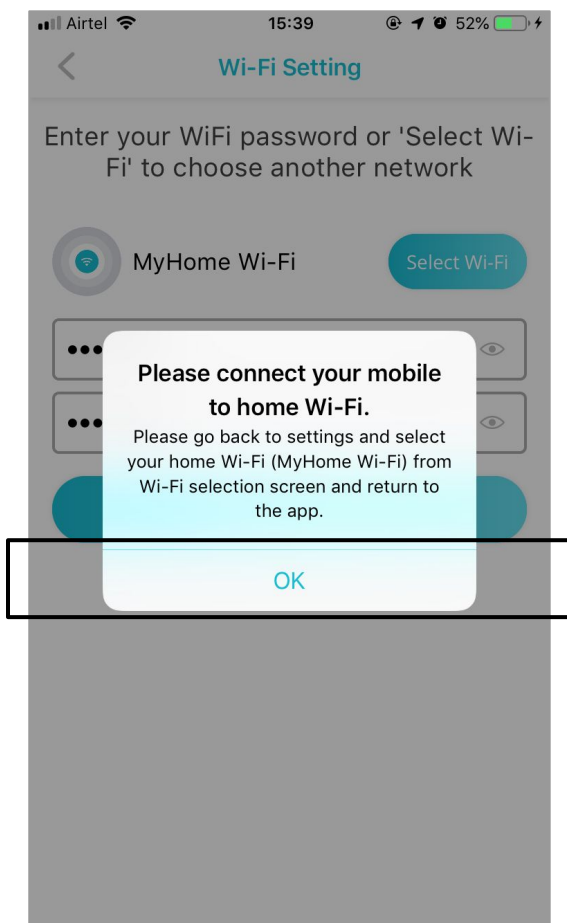 Airtel 15:39 52%
Wi-Fi Setting
Enter your WiFi password or 'Select Wi-
Fi' to choose another network
MyHome Wi-Fi Select Wi-Fi
Please connect your mobile
to home Wi-Fi.
Please go back to settings and select
your home Wi-Fi (MyHome Wi-Fi) from
Wi-Fi selection screen and return to
the app.
OK